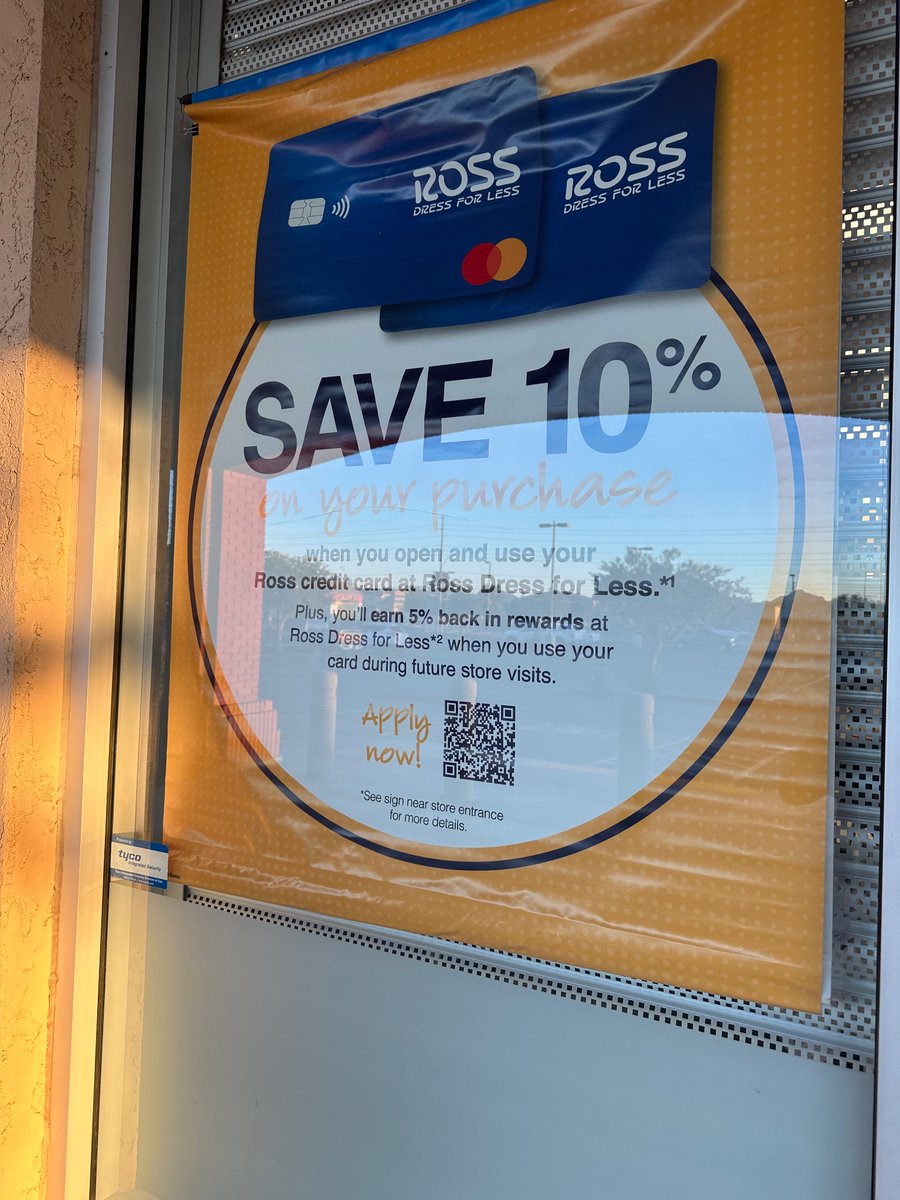 ROSS
DRESS FOR LESS
ROSS
DRESS FOR LESS
SAVE 10%
on your purchase
when you open and use your
Ross credit card at Ross Dress for Less.*1
Plus, you'll earn 5% back in rewards at
Ross Dress for Less*2 when you use your
card during future store visits.
Apply
now!
*See sign near store entrance
for more details.
tyco
Integrated Security